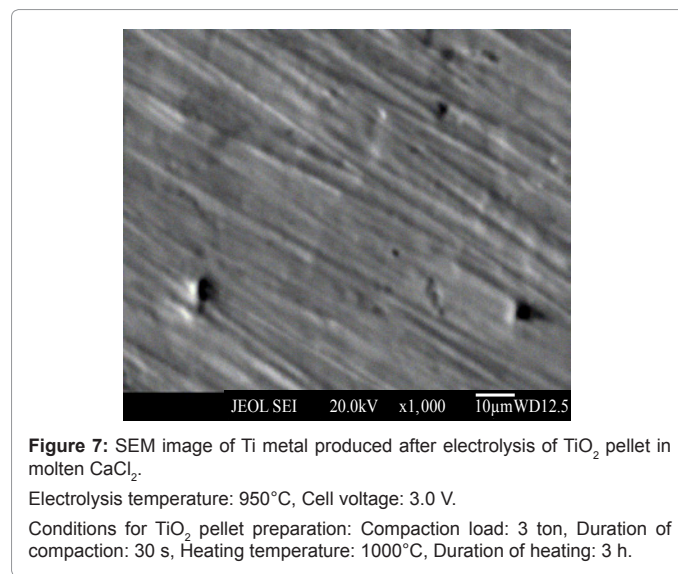 JEOL SEI 20.0kV x1,000 10μmWD12.5
Figure 7: SEM image of Ti metal produced after electrolysis of TiO₂ pellet in
molten CaCl₂.
Electrolysis temperature: 950°C, Cell voltage: 3.0 V.
Conditions for TiO₂ pellet preparation: Compaction load: 3 ton, Duration of
compaction: 30 s, Heating temperature: 1000°C, Duration of heating: 3 h.